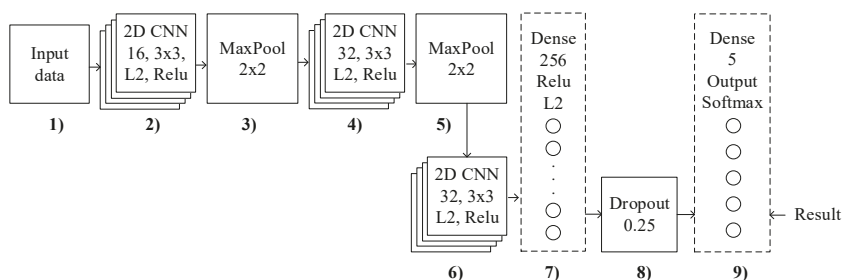 Input
data
1)
2D CNN
16, 3x3,
L2, Relu
2)
MaxPool
2x2
3)
2D CNN
32, 3x3
L2, Relu
4)
MaxPool
2x2
5)
2D CNN
32, 3x3
L2, Relu
6)
Dense
256
Relu
L2
7)
Dropout
0.25
8)
Dense
5
Output
Softmax
9)
Result